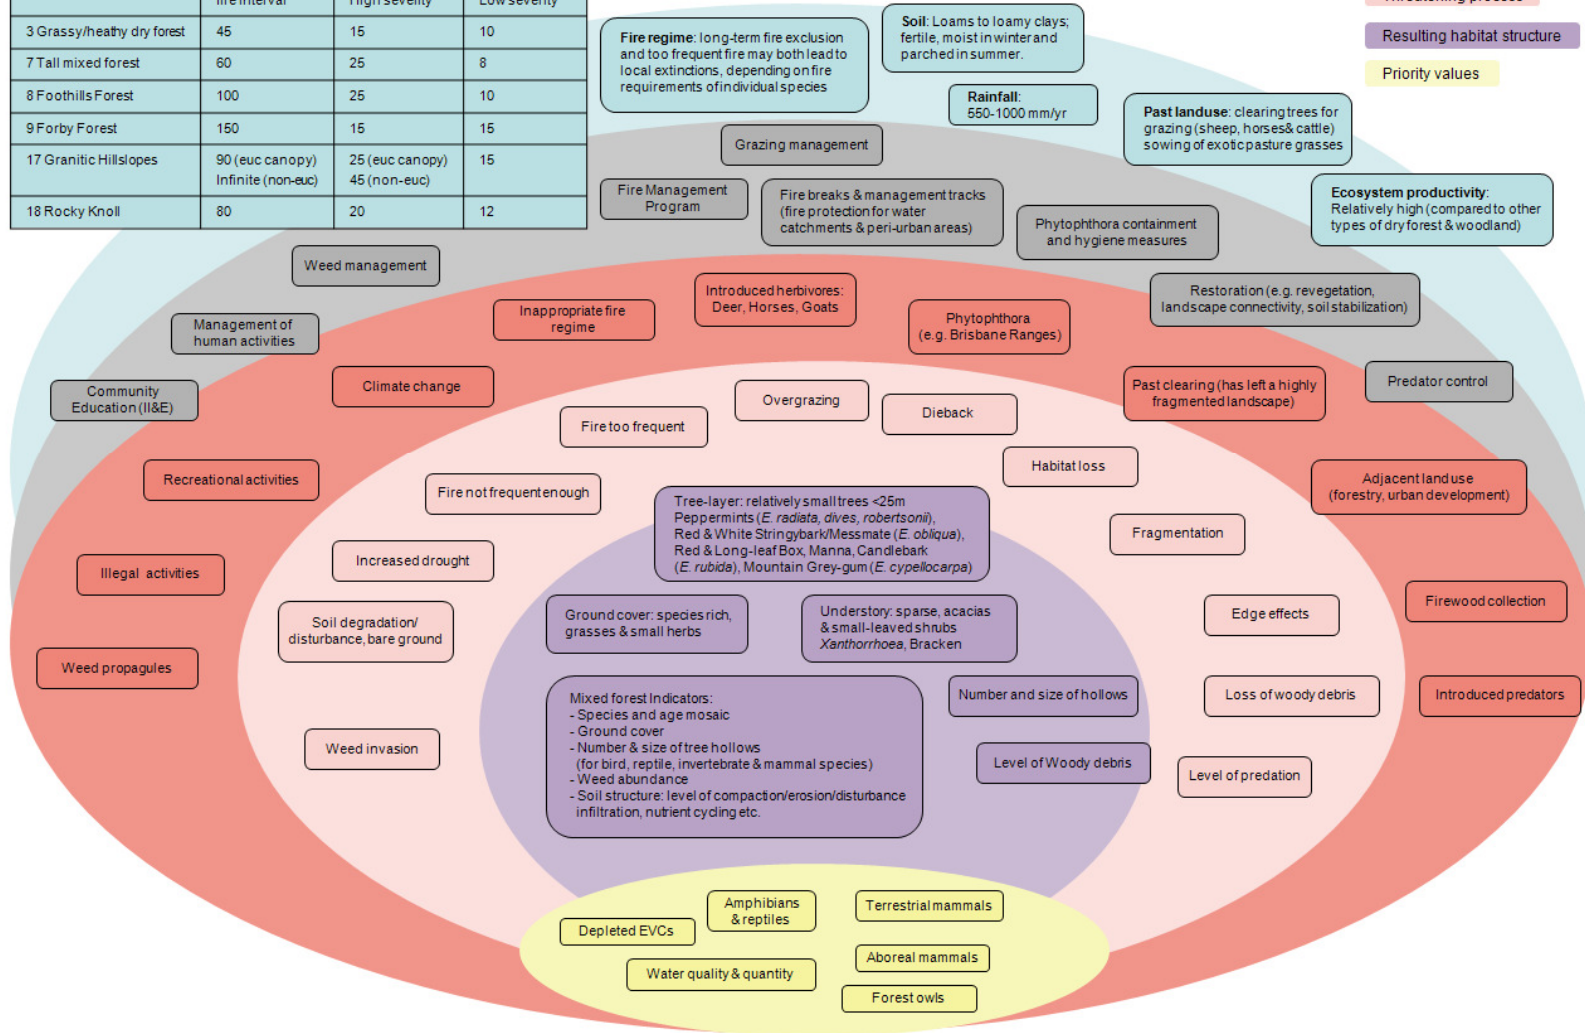 fire interval High severity Low severity
3 Grassy/heathy dry forest 45 15 10
7 Tall mixed forest 60 25 8
8 Foothills Forest 100 25 10
9 Forby Forest 150 15 15
17 Granitic Hillslopes 90 (euc canopy) 25 (euc canopy) 15
Infinite (non-euc) 45 (non-euc)
18 Rocky Knoll 80 20 12
Threatening process
Resulting habitat structure
Priority values
Fire regime: long-term fire exclusion
and too frequent fire may both lead to
local extinctions, depending on fire
requirements of individual species
Soil: Loams to loamy clays;
fertile, moist in winter and
parched in summer.
Rainfall:
550-1000 mm/yr
Past landuse: clearing trees for
grazing (sheep, horses & cattle)
sowing of exotic pasture grasses
Ecosystem productivity:
Relatively high (compared to other
types of dry forest & woodland)
Grazing management
Fire Management
Program
Fire breaks & management tracks
(fire protection for water
catchments & peri-urban areas)
Phytophthora containment
and hygiene measures
Weed management
Restoration (e.g. revegetation,
landscape connectivity, soil stabilization)
Management of
human activities
Community
Education (II&E)
Predator control
Introduced herbivores:
Deer, Horses, Goats
Inappropriate fire
regime
Phytophthora
(e.g. Brisbane Ranges)
Climate change
Past clearing (has left a highly
fragmented landscape)
Recreational activities
Adjacent land use
(forestry, urban development)
Illegal activities
Firewood collection
Weed propagules
Introduced predators
Overgrazing
Dieback
Fire too frequent
Habitat loss
Fire not frequent enough
Fragmentation
Increased drought
Soil degradation/
disturbance, bare ground
Edge effects
Loss of woody debris
Weed invasion
Level of predation
Tree-layer: relatively small trees <25m
Peppermints (E. radiata, dives, robertsonii),
Red & White Stringybark/Messmate (E. obliqua),
Red & Long-leaf Box, Manna, Candlebark
(E. rubida), Mountain Grey-gum (E. cypellocarpa)
Ground cover: species rich,
grasses & small herbs
Understory: sparse, acacias
& small-leaved shrubs
Xanthorrhoea, Bracken
Mixed forest Indicators:
- Species and age mosaic
- Ground cover
- Number & size of tree hollows
(for bird, reptile, invertebrate & mammal species)
- Weed abundance
- Soil structure: level of compaction/erosion/disturbance
infiltration, nutrient cycling etc.
Number and size of hollows
Level of Woody debris
Amphibians
& reptiles
Terrestrial mammals
Depleted EVCs
Water quality & quantity
Aboreal mammals
Forest owls